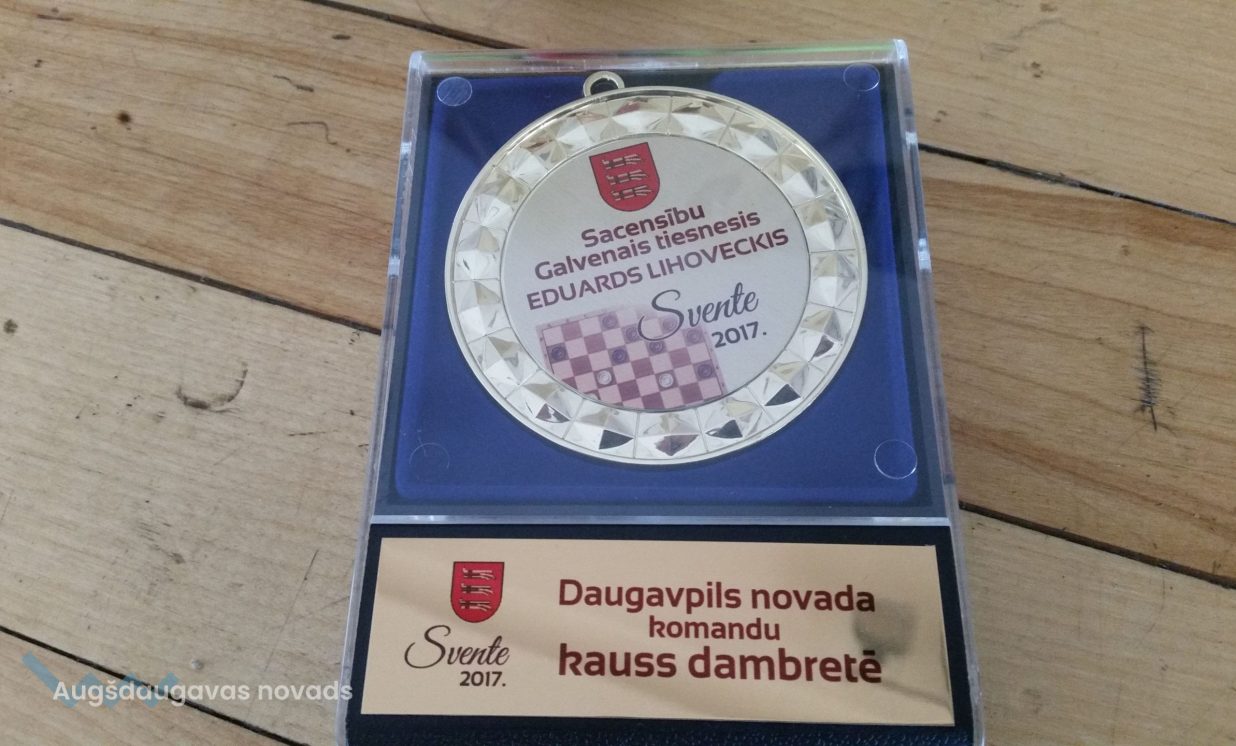 Sacensību
Galvenais tiesnesis
EDUARDS LIHOVECKIS
Svente
2017.
Daugavpils novada
komandu
kauss dambretē
Svente
2017.
Augšdaugavas novads